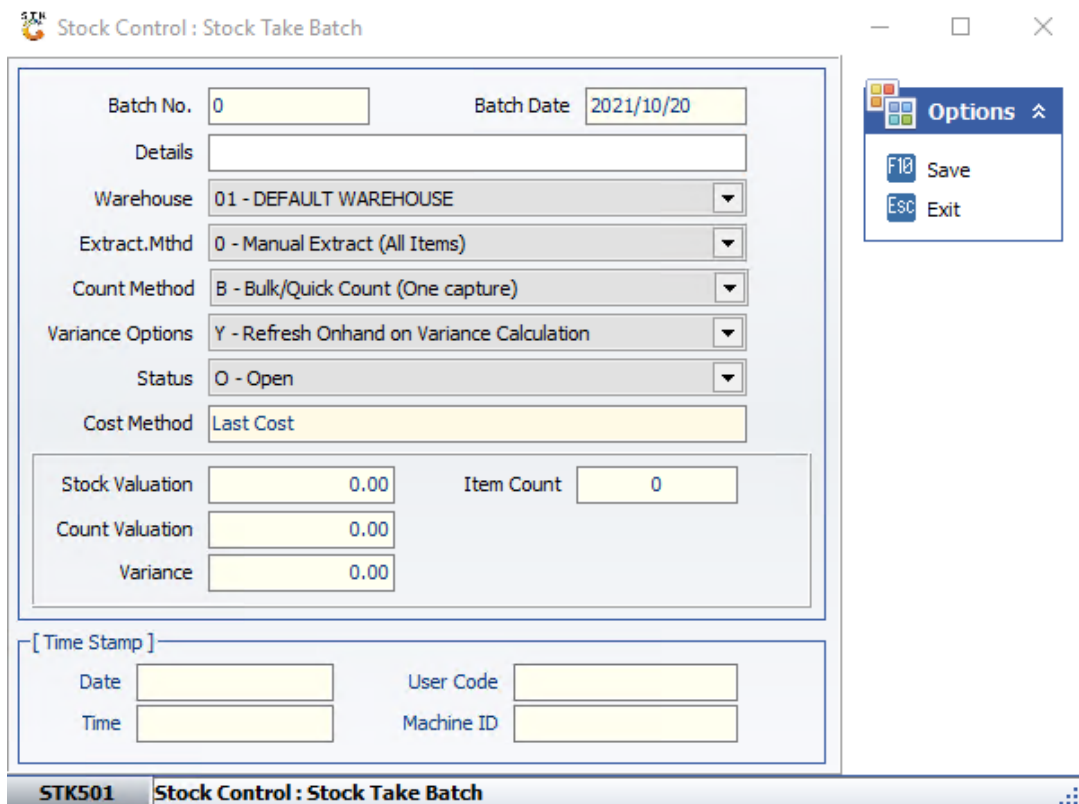 STK
Stock Control : Stock Take Batch
Batch No. 0 Batch Date 2021/10/20
Details
Warehouse 01 - DEFAULT WAREHOUSE
Extract.Mthd 0 - Manual Extract (All Items)
Count Method B - Bulk/Quick Count (One capture)
Variance Options Y - Refresh Onhand on Variance Calculation
Status O - Open
Cost Method Last Cost
Stock Valuation 0.00 Item Count 0
Count Valuation 0.00
Variance 0.00
[ Time Stamp ]
Date User Code
Time Machine ID
Options
F10 Save
Esc Exit
STK501 Stock Control : Stock Take Batch